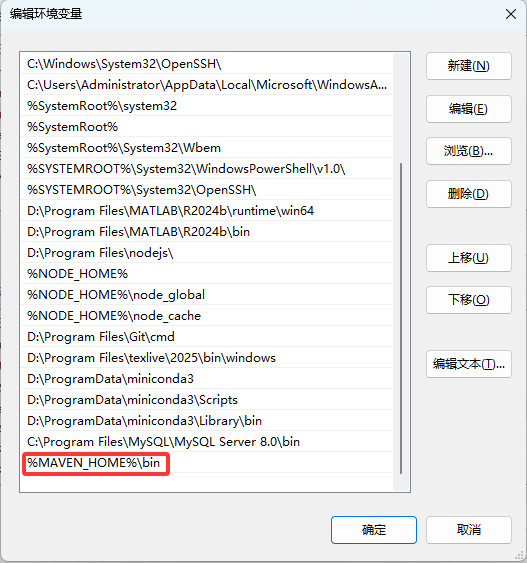 编辑环境变量
C:\Windows\System32\OpenSSH\
C:\Users\Administrator\AppData\Local\Microsoft\WindowsA...
%SystemRoot%\system32
%SystemRoot%
%SystemRoot%\System32\Wbem
%SYSTEMROOT%\System32\WindowsPowerShell\v1.0\
%SYSTEMROOT%\System32\OpenSSH\
D:\Program Files\MATLAB\R2024b\runtime\win64
D:\Program Files\MATLAB\R2024b\bin
D:\Program Files\nodejs\
%NODE_HOME%
%NODE_HOME%\node_global
%NODE_HOME%\node_cache
D:\Program Files\Git\cmd
D:\Program Files\texlive\2025\bin\windows
D:\ProgramData\miniconda3
D:\ProgramData\miniconda3\Scripts
D:\ProgramData\miniconda3\Library\bin
C:\Program Files\MySQL\MySQL Server 8.0\bin
%MAVEN_HOME%\bin
新建(N)
编辑(E)
浏览(B)...
删除(D)
上移(U)
下移(O)
编辑文本(T)...
确定
取消